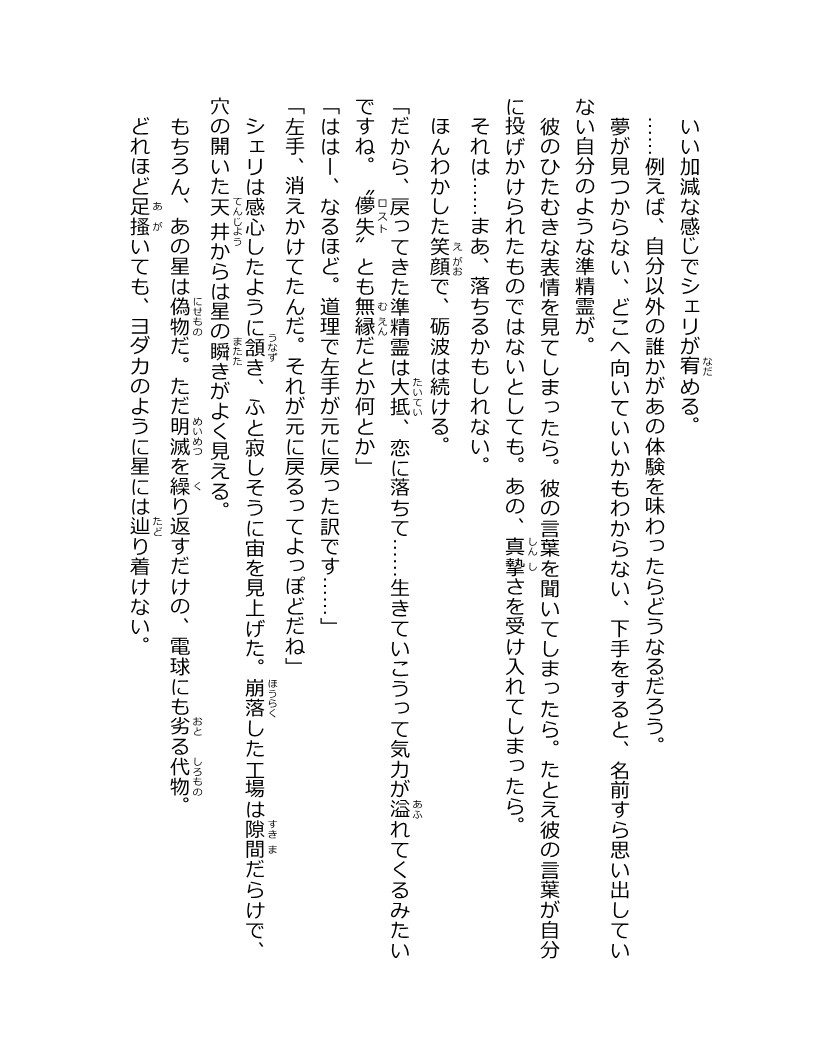 いい加減な感じでシェリが宥める。
……例えば、自分以外の誰かがあの体験を味わったらどうなるだろう。
夢が見つからない、どこへ向いていいかもわからない、下手をすると、名前すら思い出してい
ない自分のような準精霊が。
彼のひたむきな表情を見てしまったら。彼の言葉を聞いてしまったら。たとえ彼の言葉が自分
に投げかけられたものではないとしても。あの、真摯さを受け入れてしまったら。
それは……まあ、落ちるかもしれない。
ほんわかした笑顔で、砺波は続ける。
「だから、戻ってきた準精霊は大抵、恋に落ちて……生きていこうって気力が溢れてくるみたい
ですね。〝儚失〟とも無縁だとか何とか」
「ははー、なるほど。道理で左手が元に戻った訳です……」
「左手、消えかけてたんだ。それが元に戻るってよっぽどだね」
シェリは感心したように頷き、ふと寂しそうに宙を見上げた。崩落した工場は隙間だらけで、
穴の開いた天井からは星の瞬きがよく見える。
もちろん、あの星は偽物だ。ただ明滅を繰り返すだけの、電球にも劣る代物。
どれほど足掻いても、ヨダカのように星には辿り着けない。